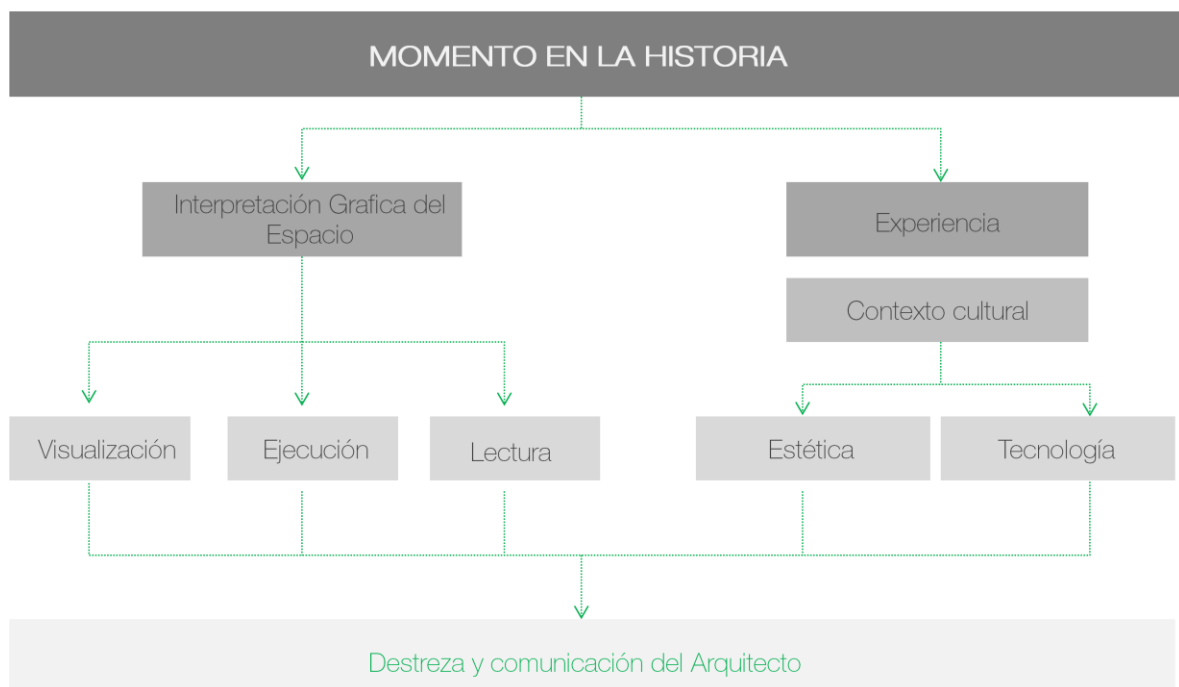 MOMENTO EN LA HISTORIA
Interpretación Grafica del
Espacio
Experiencia
Contexto cultural
Visualización
Ejecución
Lectura
Estética
Tecnología
Destreza y comunicación del Arquitecto